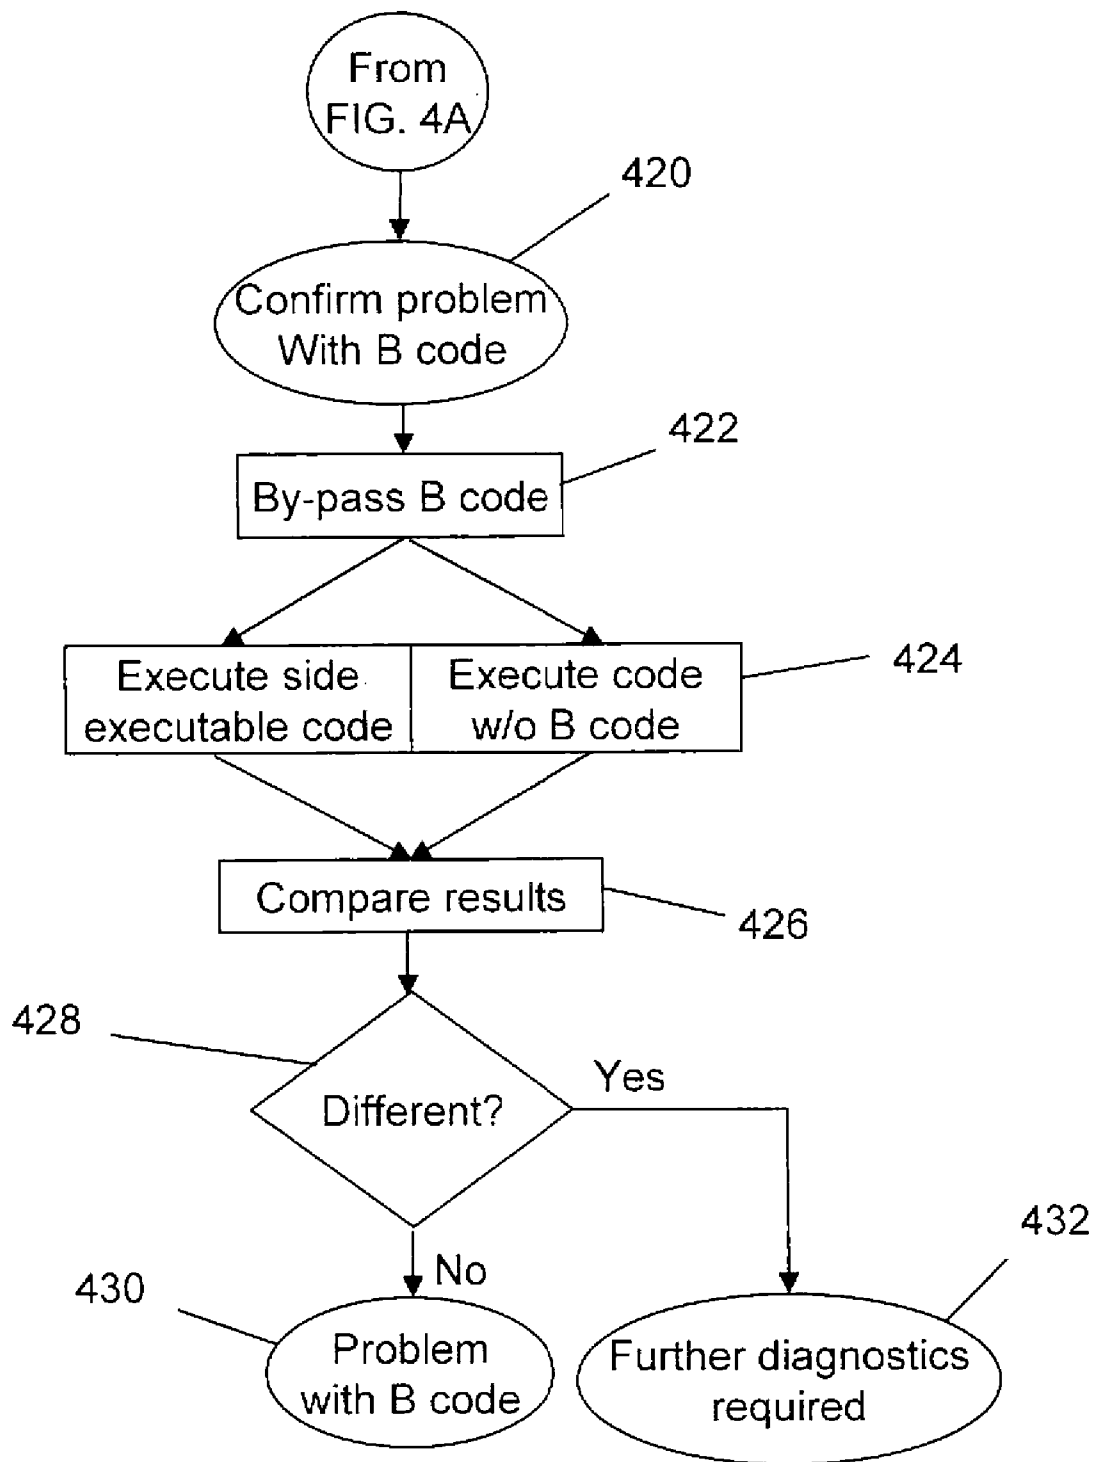 From
FIG. 4A
420
Confirm problem
With B code
422
By-pass B code
Execute side
executable code
Execute code
w/o B code
424
Compare results
426
428
Different?
Yes
No
430
Problem
with B code
432
Further diagnostics
required